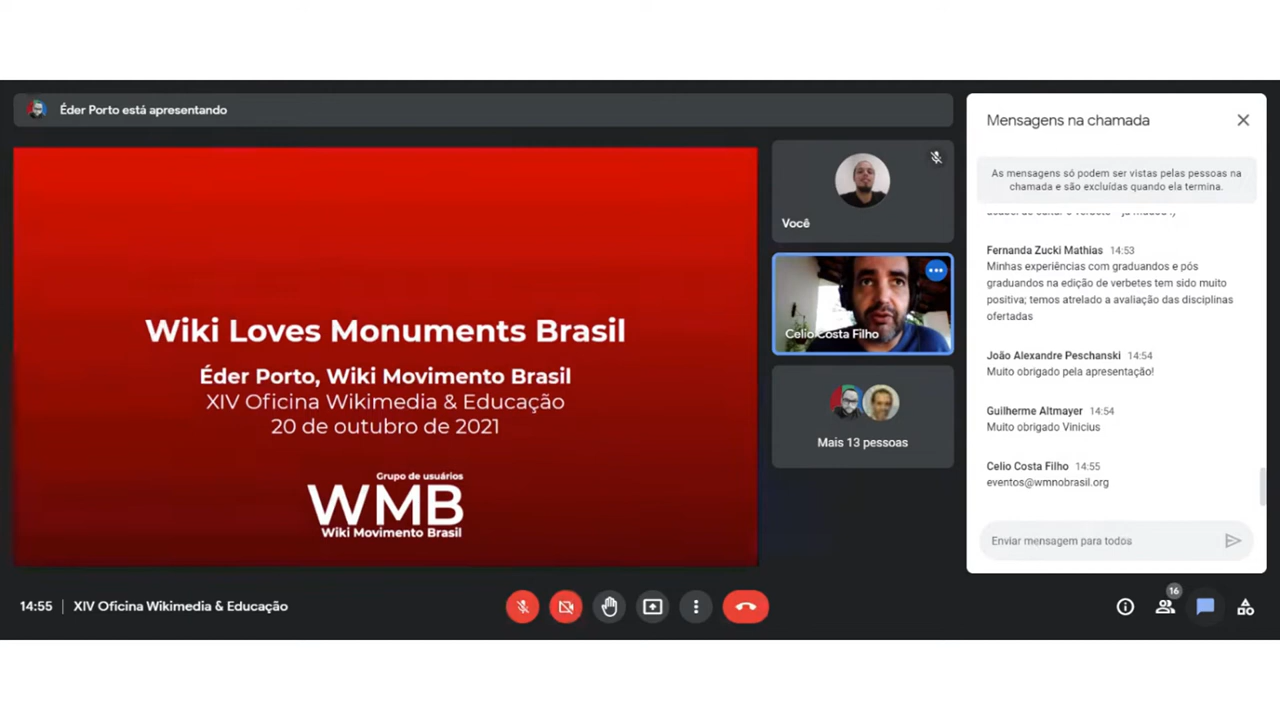 Éder Porto está apresentando
Wiki Loves Monuments Brasil
Éder Porto, Wiki Movimento Brasil
XIV Oficina Wikimedia & Educação
20 de outubro de 2021
Grupo de usuários
WMB
Wiki Movimento Brasil
Você
Celio Costa Filho
Mais 13 pessoas
Mensagens na chamada
As mensagens só podem ser vistas pelas pessoas na
chamada e são excluídas quando ela termina.
Fernanda Zucki Mathias 14:53
Minhas experiências com graduandos e pós
graduandos na edição de verbetes tem sido muito
positiva; temos atrelado a avaliação das disciplinas
ofertadas
João Alexandre Peschanski 14:54
Muito obrigado pela apresentação!
Guilherme Altmayer 14:54
Muito obrigado Vinicius
Celio Costa Filho 14:55
eventos@wmnobrasil.org
Enviar mensagem para todos
14:55 | XIV Oficina Wikimedia & Educação
16